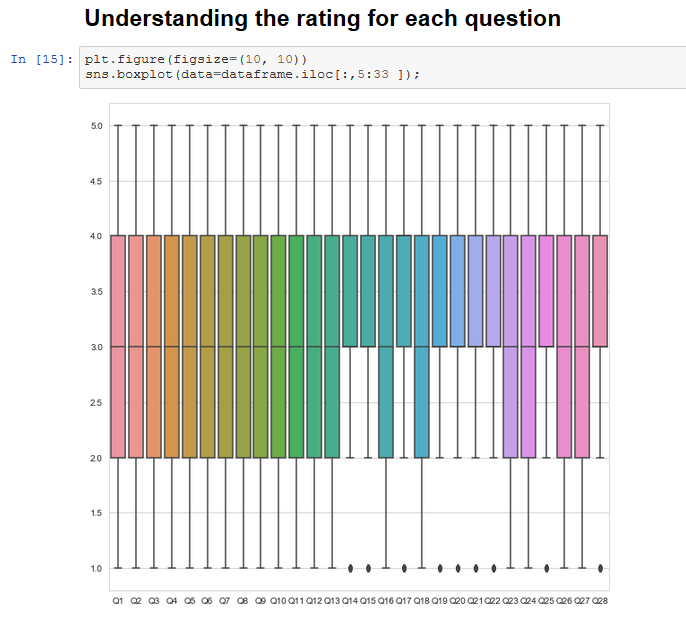 Understanding the rating for each question
In [15]: plt.figure(figsize=(10, 10))
sns.boxplot(data=dataframe.iloc[:,5:33 ]);
5.0
4.5
4.0
3.5
3.0
2.5
2.0
1.5
1.0
Q1 Q2 Q3 Q4 Q5 Q6 Q7 Q8 Q9 Q10 Q11 Q12 Q13 Q14 Q15 Q16 Q17 Q18 Q19 Q20 Q21 Q22 Q23 Q24 Q25 Q26 Q27 Q28